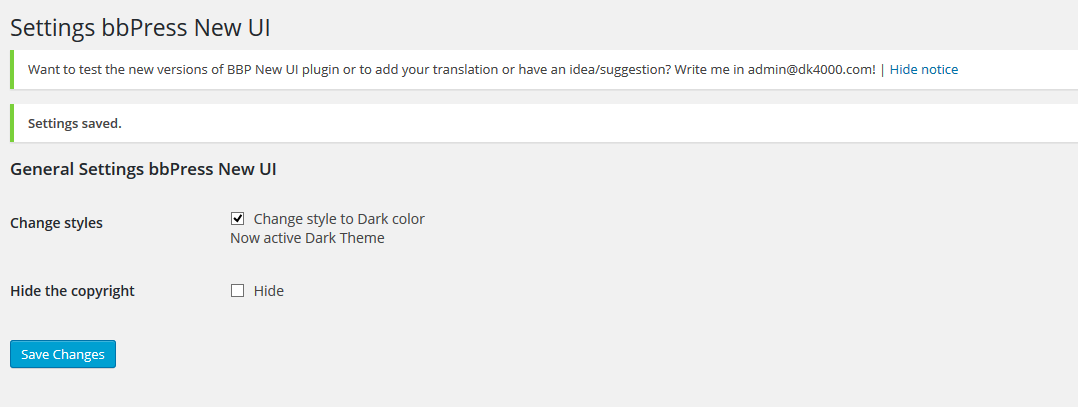 Settings bbPress New UI
Want to test the new versions of BBP New UI plugin or to add your translation or have an idea/suggestion? Write me in admin@dk4000.com! | Hide notice
Settings saved.
General Settings bbPress New UI
Change styles
Change style to Dark color
Now active Dark Theme
Hide the copyright
Hide
Save Changes